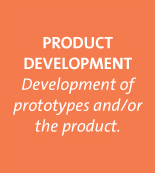 PRODUCT
DEVELOPMENT
Development of
prototypes and/or
the product.